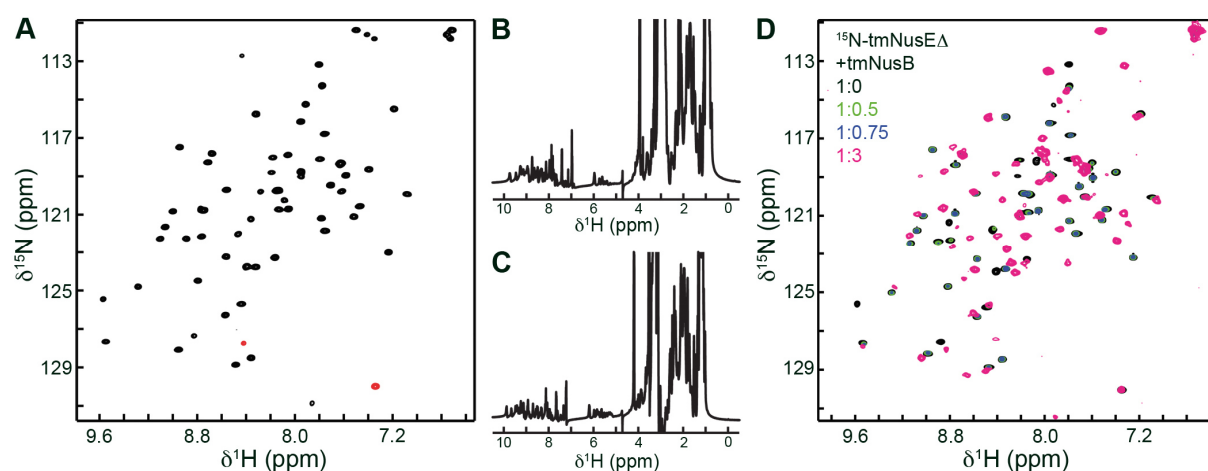 A
113
117
121
125
129
δ¹⁵N (ppm)
9.6 8.8 8.0 7.2
δ¹H (ppm)
B
10 8 6 4 2 0
δ¹H (ppm)
C
10 8 6 4 2 0
δ¹H (ppm)
D
¹⁵N-tmNusEΔ
+tmNusB
1:0
1:0.5
1:0.75
1:3
113
117
121
125
129
δ¹⁵N (ppm)
9.6 8.8 8.0 7.2
δ¹H (ppm)